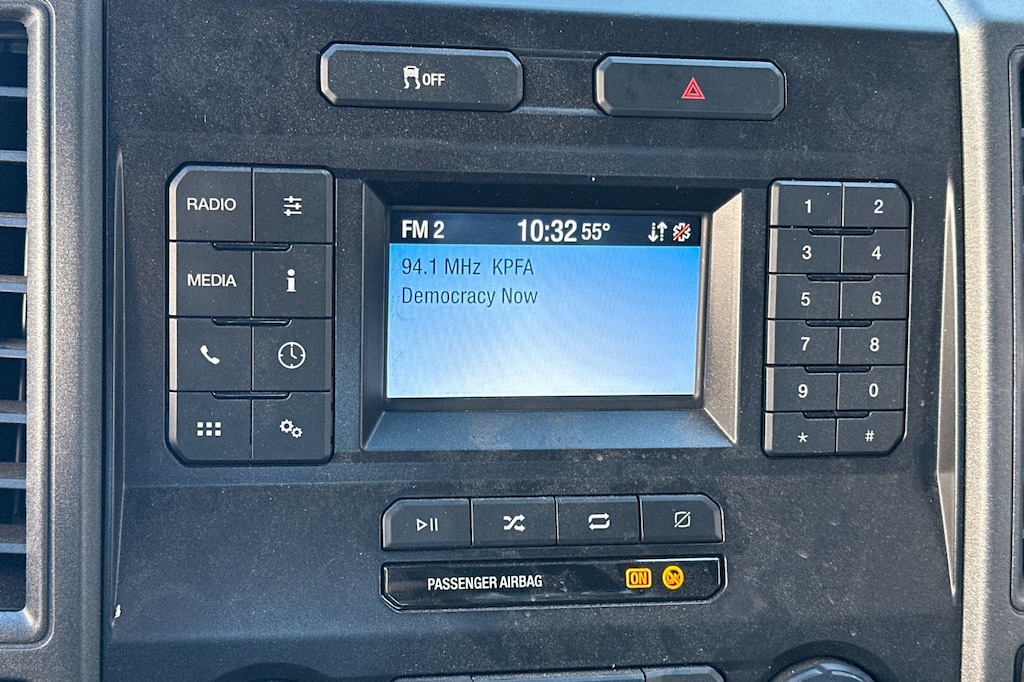 OFF
RADIO
MEDIA
FM 2 10:32 55°
94.1 MHz KPFA
Democracy Now
1 2
3 4
5 6
7 8
9 0
* #
PASSENGER AIRBAG ON